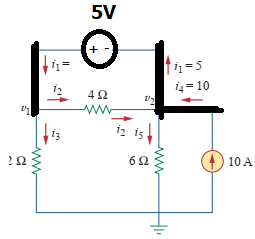 5V
+ -
i₁ =
i₁ = 5
i₂
i₄ = 10
4 Ω
v₁
v₂
i₃
i₂
i₅
2 Ω
6 Ω
10 A